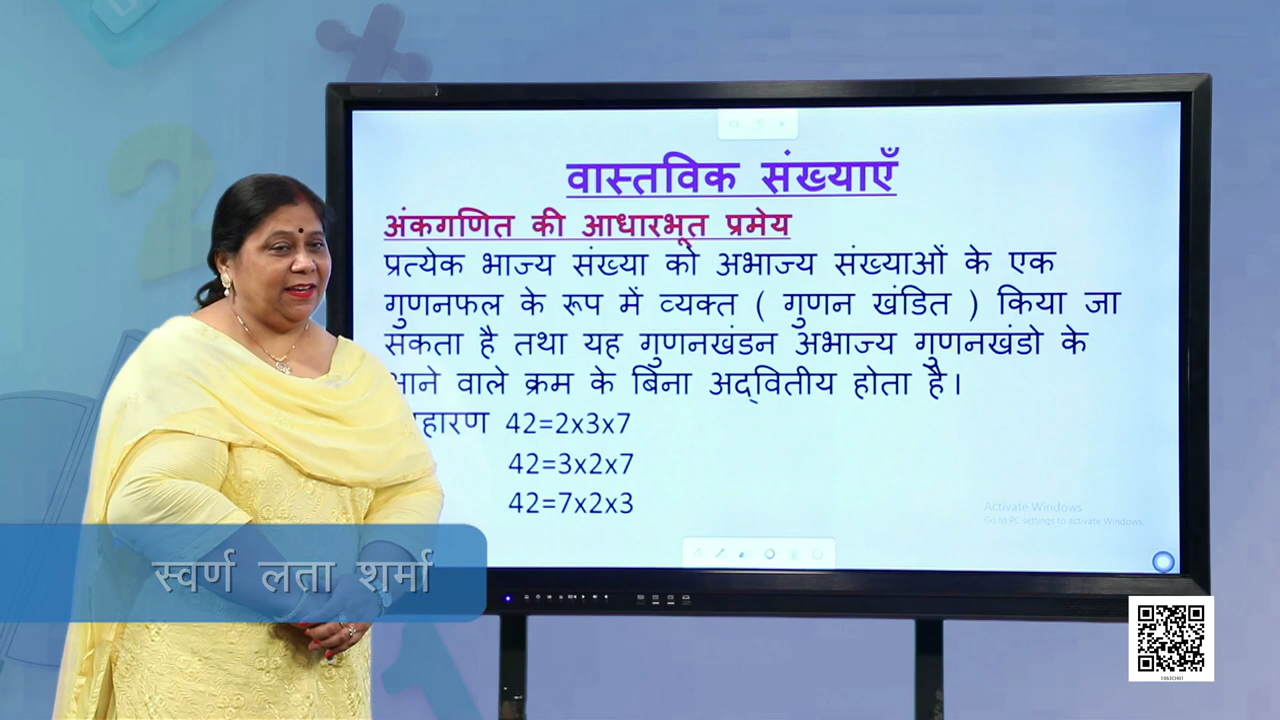 वास्तविक संख्याएँ
अंकगणित की आधारभूत प्रमेय
प्रत्येक भाज्य संख्या को अभाज्य संख्याओं के एक
गुणनफल के रूप में व्यक्त ( गुणन खंडित ) किया जा
सकता है तथा यह गुणनखंडन अभाज्य गुणनखंडो के
आने वाले क्रम के बिना अद्वितीय होता है।
42=2x3x7
42=3x2x7
42=7x2x3
Activate Windows
Go to PC settings to activate Windows.
स्वर्ण लता शर्मा
1063CH01